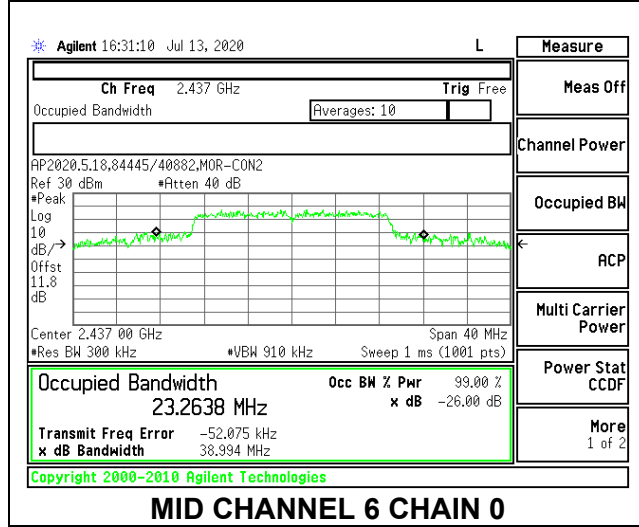 Agilent 16:31:10 Jul 13, 2020 L
Measure
Ch Freq 2.437 GHz Trig Free
Meas Off
Occupied Bandwidth Averages: 10
Channel Power
AP2020.5.18,84445/40882,MOR-CON2
Ref 30 dBm #Atten 40 dB
#Peak
Log
10
dB/
Offst
11.8
dB
Occupied BW
ACP
Center 2.437 00 GHz Span 40 MHz
#Res BW 300 kHz #VBW 910 kHz Sweep 1 ms (1001 pts)
Multi Carrier
Power
Occupied Bandwidth Occ BW % Pwr 99.00 %
23.2638 MHz x dB -26.00 dB
Transmit Freq Error -52.075 kHz
x dB Bandwidth 38.994 MHz
Power Stat
CCDF
More
1 of 2
Copyright 2000-2010 Agilent Technologies
MID CHANNEL 6 CHAIN 0